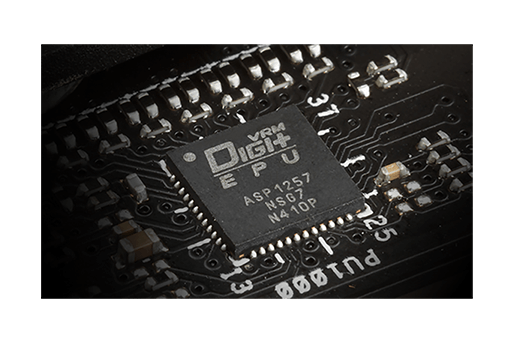 VRM
DIGI+
EPU
ASP1257
NSG7
N410P
37
25
13
PU1000